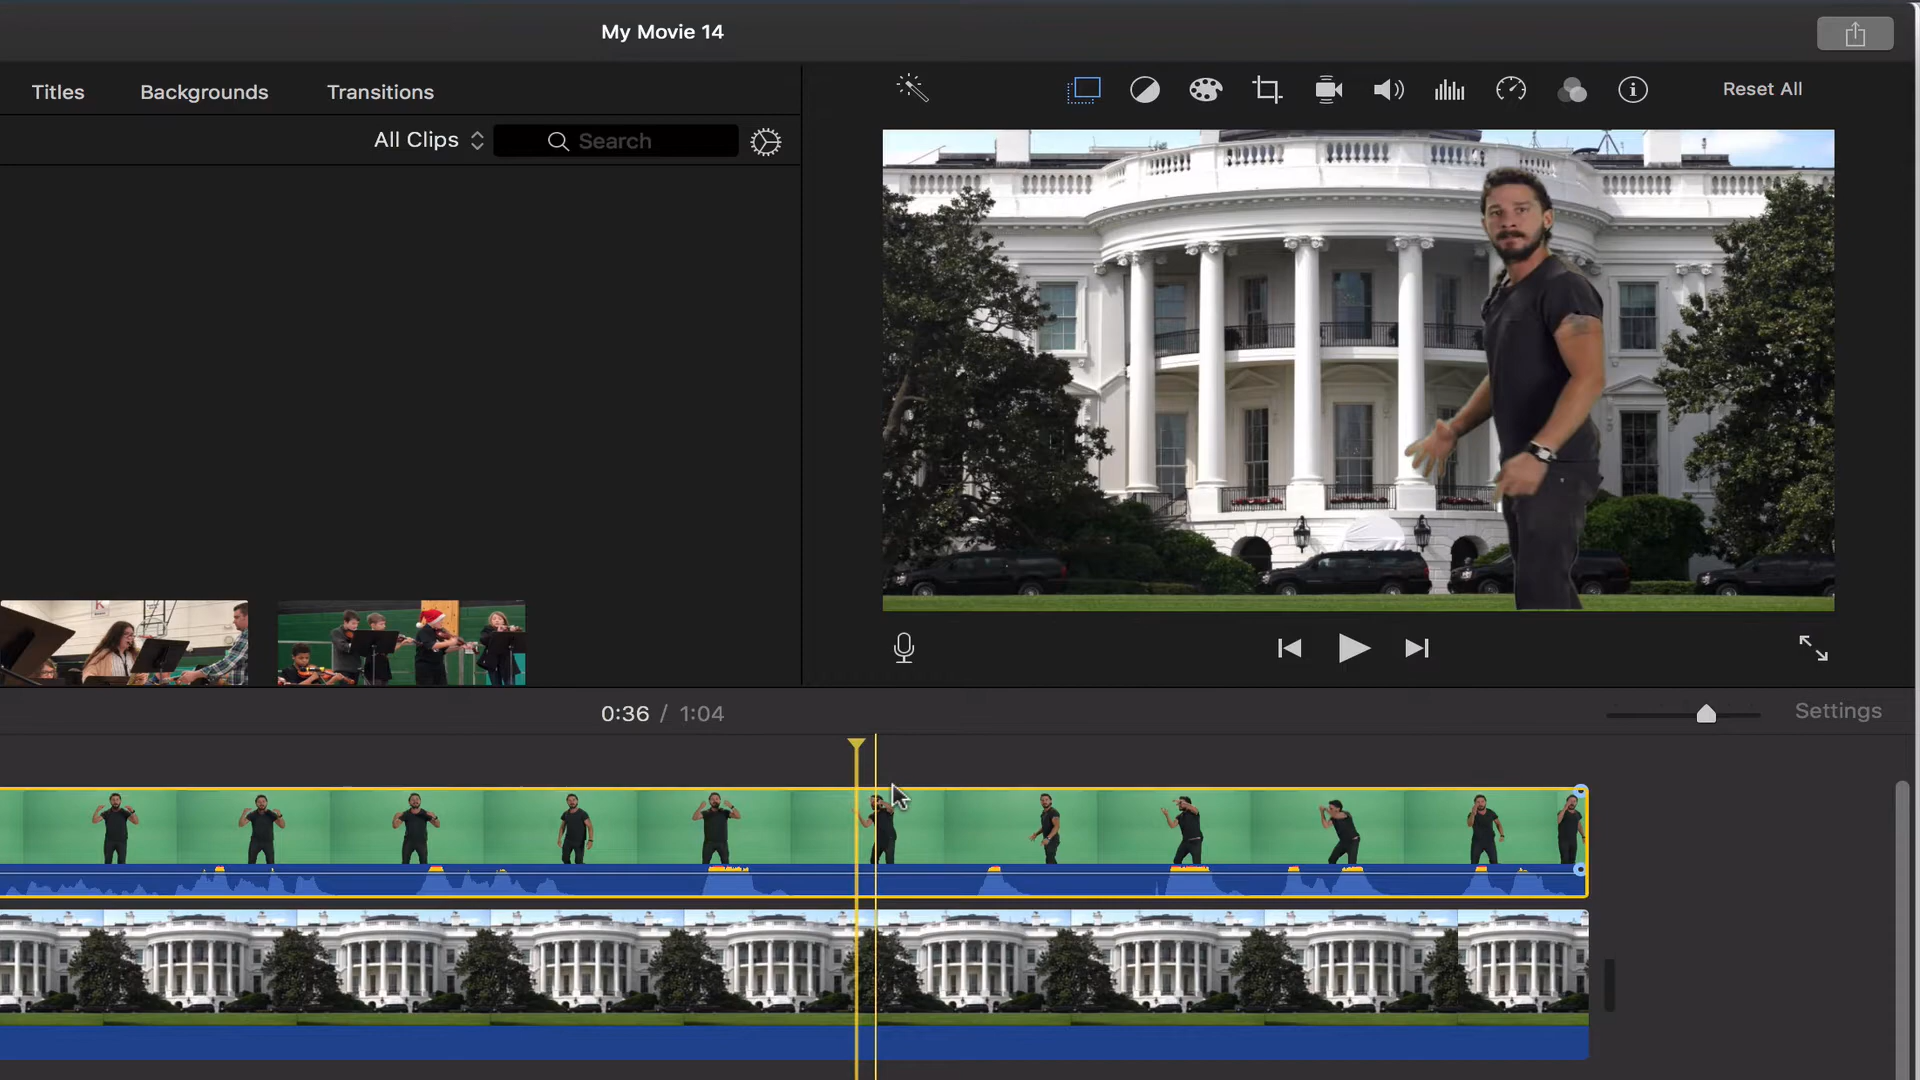 My Movie 14
Titles
Backgrounds
Transitions
Reset All
All Clips
Search
0:36 / 1:04
Settings